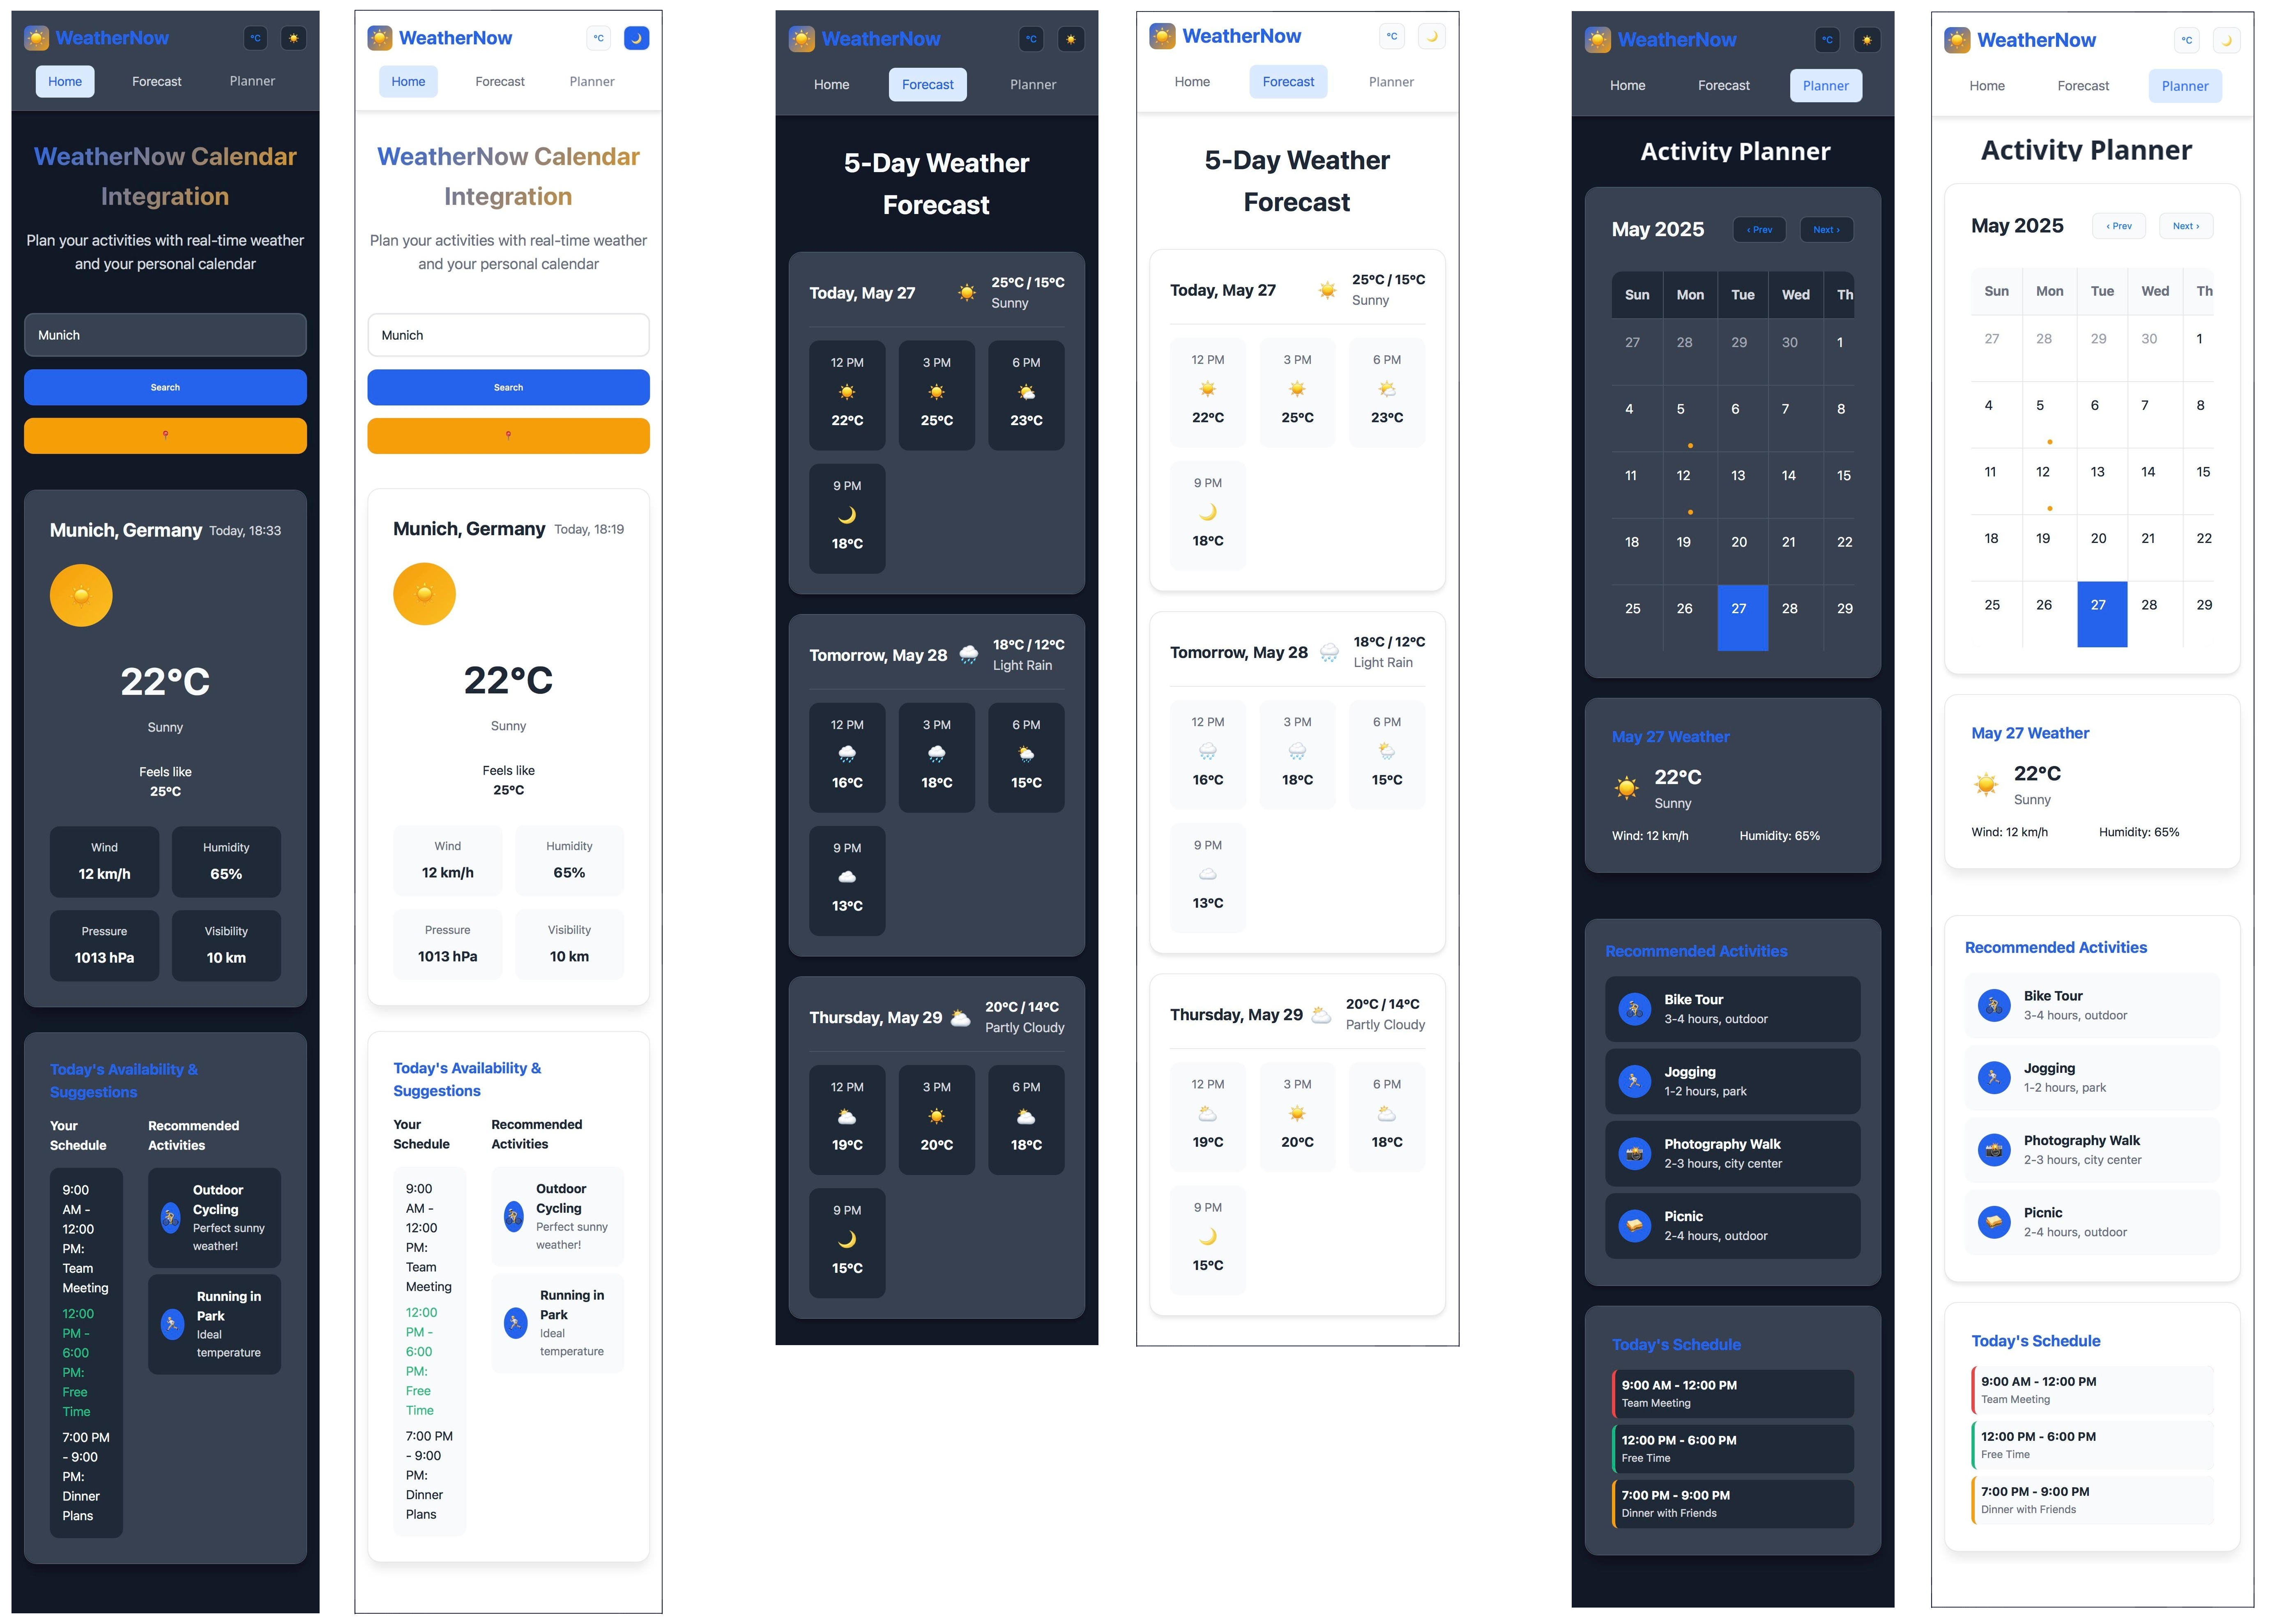 WeatherNow
°C
Home Forecast Planner
WeatherNow Calendar
Integration
Plan your activities with real-time weather
and your personal calendar
Munich
Search
Munich, Germany Today, 18:33
22°C
Sunny
Feels like
25°C
Wind Humidity
12 km/h 65%
Pressure Visibility
1013 hPa 10 km
Today's Availability &
Suggestions
Your
Schedule
9:00
AM -
12:00
PM:
Team
Meeting
12:00
PM -
6:00
PM:
Free
Time
7:00 PM
- 9:00
PM:
Dinner
Plans
Recommended
Activities
Outdoor
Cycling
Perfect sunny
weather!
Running in
Park
Ideal
temperature
WeatherNow
°C
Home Forecast Planner
WeatherNow Calendar
Integration
Plan your activities with real-time weather
and your personal calendar
Munich
Search
Munich, Germany Today, 18:19
22°C
Sunny
Feels like
25°C
Wind Humidity
12 km/h 65%
Pressure Visibility
1013 hPa 10 km
Today's Availability &
Suggestions
Your
Schedule
9:00
AM -
12:00
PM:
Team
Meeting
12:00
PM -
6:00
PM:
Free
Time
7:00 PM
- 9:00
PM:
Dinner
Plans
Recommended
Activities
Outdoor
Cycling
Perfect sunny
weather!
Running in
Park
Ideal
temperature
WeatherNow
°C
Home Forecast Planner
5-Day Weather
Forecast
Today, May 27
25°C / 15°C
Sunny
12 PM 3 PM 6 PM
22°C 25°C 23°C
9 PM
18°C
Tomorrow, May 28
18°C / 12°C
Light Rain
12 PM 3 PM 6 PM
16°C 18°C 15°C
9 PM
13°C
Thursday, May 29
20°C / 14°C
Partly Cloudy
12 PM 3 PM 6 PM
19°C 20°C 18°C
9 PM
15°C
WeatherNow
°C
Home Forecast Planner
5-Day Weather
Forecast
Today, May 27
25°C / 15°C
Sunny
12 PM 3 PM 6 PM
22°C 25°C 23°C
9 PM
18°C
Tomorrow, May 28
18°C / 12°C
Light Rain
12 PM 3 PM 6 PM
16°C 18°C 15°C
9 PM
13°C
Thursday, May 29
20°C / 14°C
Partly Cloudy
12 PM 3 PM 6 PM
19°C 20°C 18°C
9 PM
15°C
WeatherNow
°C
Home Forecast Planner
Activity Planner
May 2025 ‹ Prev Next ›
Sun Mon Tue Wed Th
27 28 29 30 1
4 5 6 7 8
11 12 13 14 15
18 19 20 21 22
25 26 27 28 29
May 27 Weather
22°C
Sunny
Wind: 12 km/h Humidity: 65%
Recommended Activities
Bike Tour
3-4 hours, outdoor
Jogging
1-2 hours, park
Photography Walk
2-3 hours, city center
Picnic
2-4 hours, outdoor
Today's Schedule
9:00 AM - 12:00 PM
Team Meeting
12:00 PM - 6:00 PM
Free Time
7:00 PM - 9:00 PM
Dinner with Friends
WeatherNow
°C
Home Forecast Planner
Activity Planner
May 2025 ‹ Prev Next ›
Sun Mon Tue Wed Th
27 28 29 30 1
4 5 6 7 8
11 12 13 14 15
18 19 20 21 22
25 26 27 28 29
May 27 Weather
22°C
Sunny
Wind: 12 km/h Humidity: 65%
Recommended Activities
Bike Tour
3-4 hours, outdoor
Jogging
1-2 hours, park
Photography Walk
2-3 hours, city center
Picnic
2-4 hours, outdoor
Today's Schedule
9:00 AM - 12:00 PM
Team Meeting
12:00 PM - 6:00 PM
Free Time
7:00 PM - 9:00 PM
Dinner with Friends